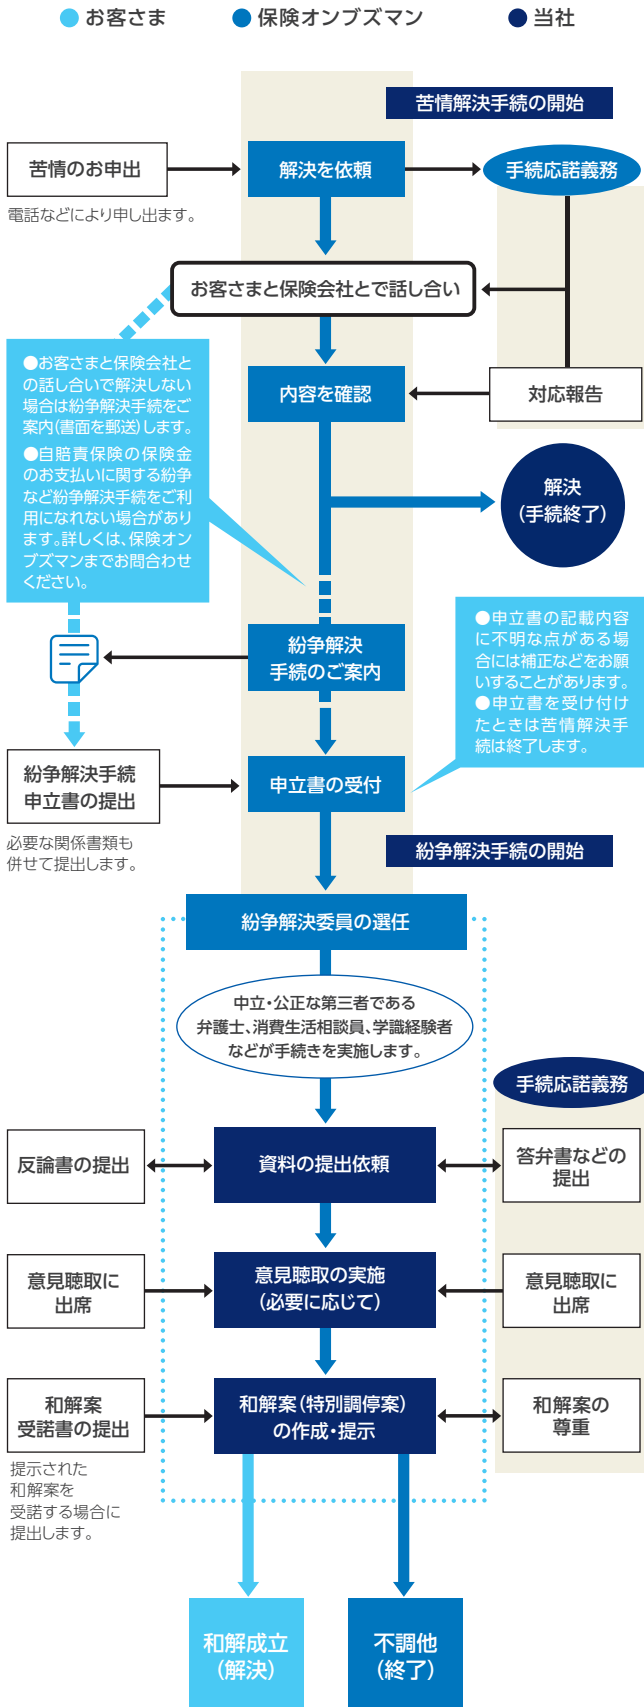 お客さま
保険オンブズマン
当社
苦情解決手続の開始
苦情のお申出
解決を依頼
手続応諾義務
電話などにより申し出ます。
お客さまと保険会社とで話し合い
●お客さまと保険会社と
の話し合いで解決しない
場合は紛争解決手続をご
案内(書面を郵送)します。
●自賠責保険の保険金
のお支払いに関する紛争
など紛争解決手続をご利
用になれない場合があり
ます。詳しくは、保険オン
ブズマンまでお問合わせ
ください。
内容を確認
対応報告
解決
(手続終了)
紛争解決
手続のご案内
●申立書の記載内容
に不明な点がある場
合には補正などをお願
いすることがあります。
●申立書を受け付け
たときは苦情解決手
続は終了します。
紛争解決手続
申立書の提出
申立書の受付
必要な関係書類も
併せて提出します。
紛争解決手続の開始
紛争解決委員の選任
中立・公正な第三者である
弁護士、消費生活相談員、学識経験者
などが手続きを実施します。
手続応諾義務
反論書の提出
資料の提出依頼
答弁書などの
提出
意見聴取に
出席
意見聴取の実施
(必要に応じて)
意見聴取に
出席
和解案
受諾書の提出
和解案(特別調停案)
の作成・提示
和解案の
尊重
提示された
和解案を
受諾する場合に
提出します。
和解成立
(解決)
不調他
(終了)